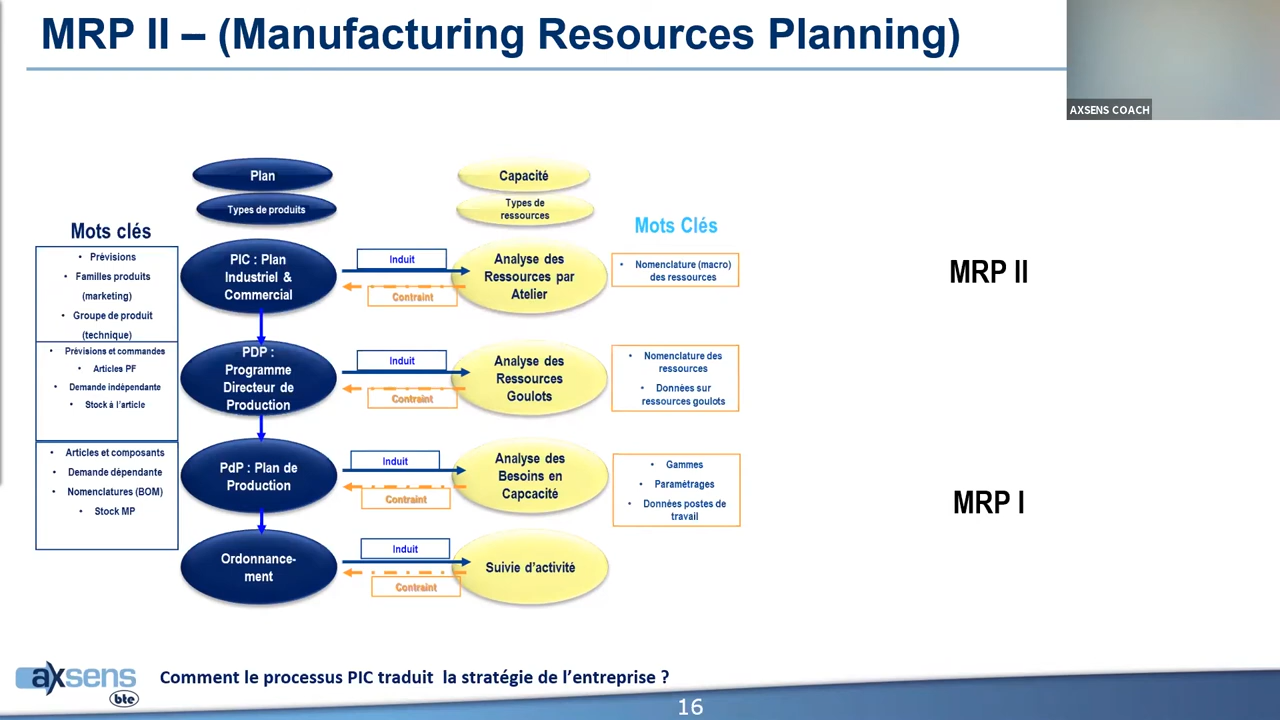 MRP II – (Manufacturing Resources Planning)
AXSENS COACH
Plan
Capacité
Types de produits
Types de
ressources
Mots clés
Mots Clés
• Prévisions
• Familles produits
(marketing)
• Groupe de produit
(technique)
PIC : Plan
Industriel &
Commercial
Induit
Contraint
Analyse des
Ressources par
Atelier
• Nomenclature (macro)
des ressources
MRP II
• Prévisions et commandes
• Articles PF
• Demande indépendante
• Stock à l'article
PDP :
Programme
Directeur de
Production
Induit
Contraint
Analyse des
Ressources
Goulots
• Nomenclature des
ressources
• Données sur
ressources goulots
• Articles et composants
• Demande dépendante
• Nomenclatures (BOM)
• Stock MP
PdP : Plan de
Production
Induit
Contraint
Analyse des
Besoins en
Capcacité
• Gammes
• Paramétrages
• Données postes de
travail
MRP I
Ordonnance-
ment
Induit
Contraint
Suivie d'activité
axsens
bte
Comment le processus PIC traduit la stratégie de l'entreprise ?
16